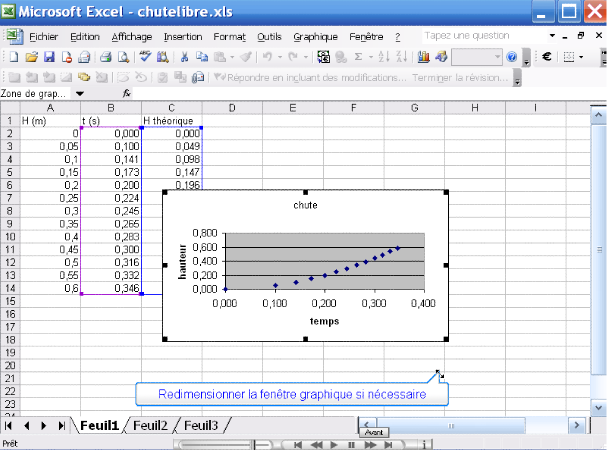 Microsoft Excel - chutelibre.xls
Fichier Edition Affichage Insertion Format Outils Graphique Fenêtre ? Tapez une question
Répondre en incluant des modifications... Terminer la révision...
Zone de grap... fx
A B C D E F G H I
1 H (m) t (s) H théorique
2 0 0,000 0,000
3 0,05 0,100 0,049
4 0,1 0,141 0,098
5 0,15 0,173 0,147
6 0,2 0,200 0,196
7 0,25 0,224
8 0,3 0,245
9 0,35 0,265
10 0,4 0,283
11 0,45 0,300
12 0,5 0,316
13 0,55 0,332
14 0,6 0,346
15
16
17
18
19
20
21
22
23
chute
hauteur
0,800
0,600
0,400
0,200
0,000
0,000 0,100 0,200 0,300 0,400
temps
Redimensionner la fenêtre graphique si nécessaire
Feuil1 Feuil2 Feuil3
Avant
Prêt